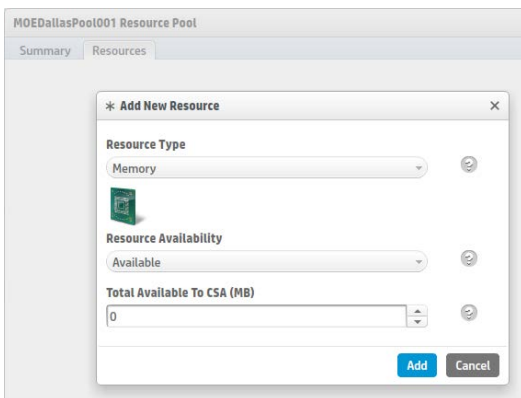 MOEDallasPool001 Resource Pool
Summary Resources
Add New Resource
Resource Type
Memory
Resource Availability
Available
Total Available To CSA (MB)
0
Add Cancel